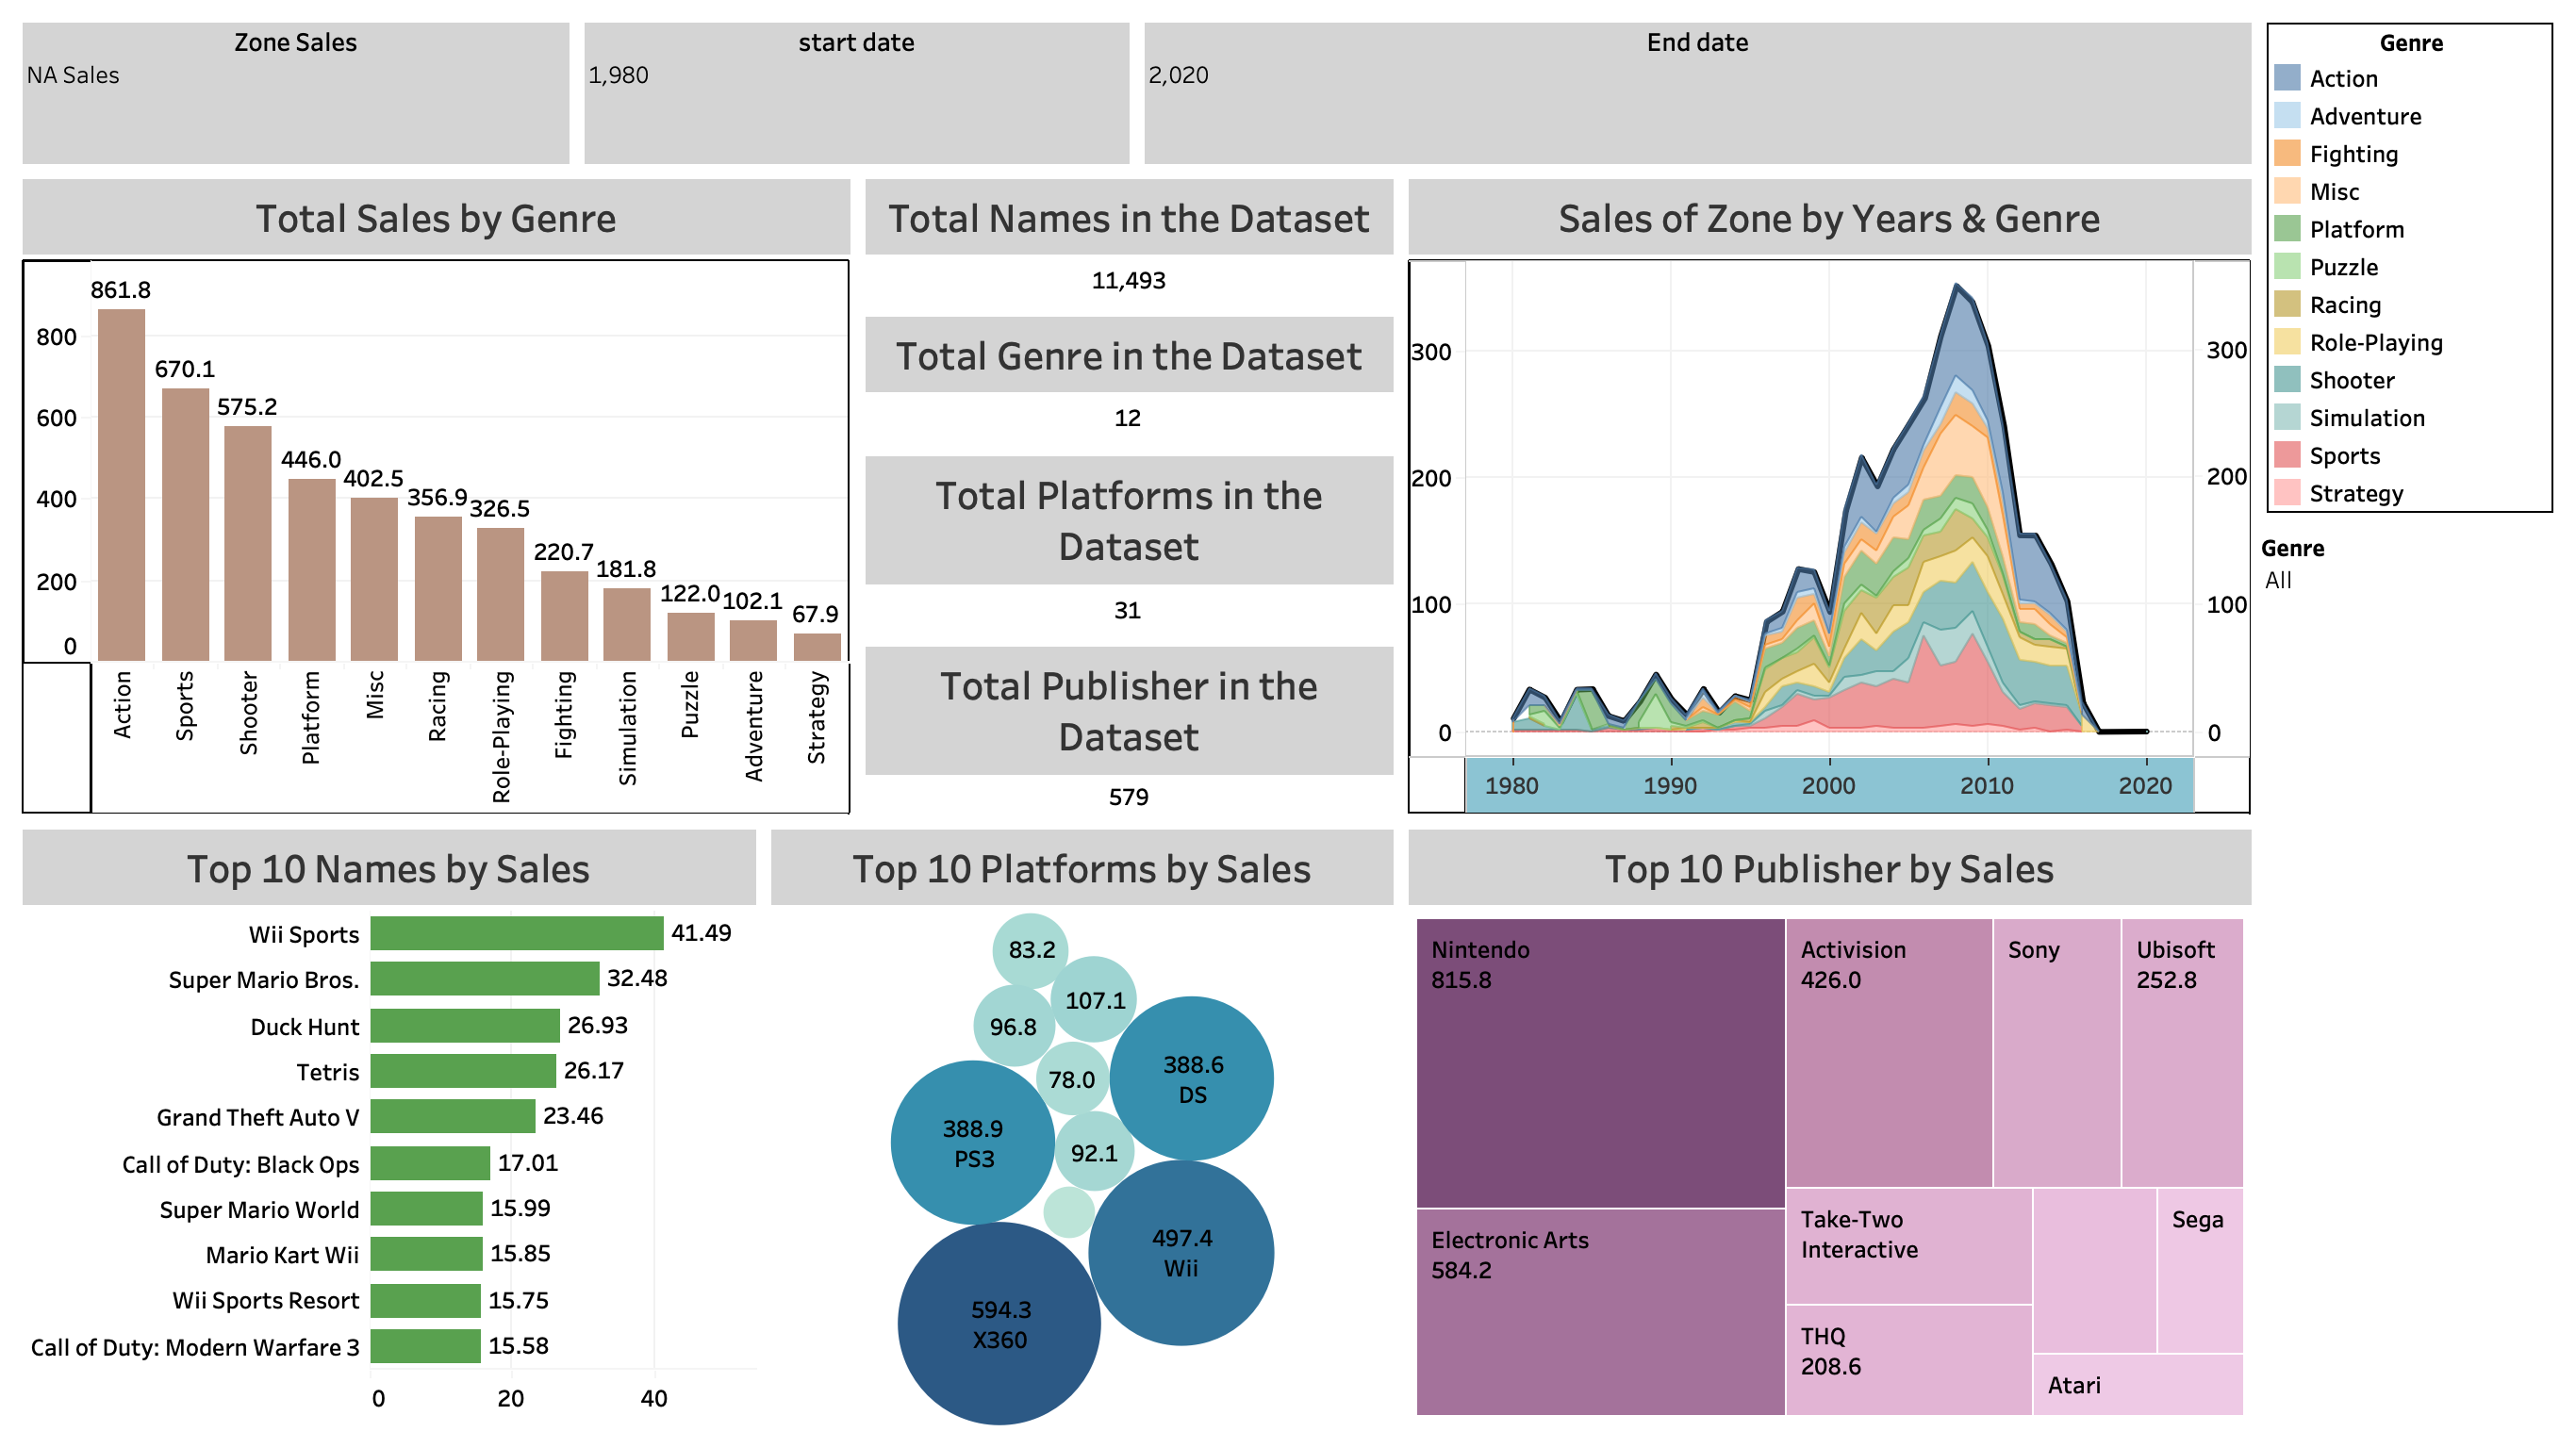 Zone Sales
NA Sales
start date
1,980
End date
2,020
Genre
Action
Adventure
Fighting
Misc
Platform
Puzzle
Racing
Role-Playing
Shooter
Simulation
Sports
Strategy
Genre
All
Total Sales by Genre
861.8
670.1
575.2
446.0
402.5
356.9
326.5
220.7
181.8
122.0
102.1
67.9
800
600
400
200
0
Action
Sports
Shooter
Platform
Misc
Racing
Role-Playing
Fighting
Simulation
Puzzle
Adventure
Strategy
Total Names in the Dataset
11,493
Total Genre in the Dataset
12
Total Platforms in the
Dataset
31
Total Publisher in the
Dataset
579
Sales of Zone by Years & Genre
300
200
100
0
300
200
100
0
1980
1990
2000
2010
2020
Top 10 Names by Sales
Wii Sports
41.49
Super Mario Bros.
32.48
Duck Hunt
26.93
Tetris
26.17
Grand Theft Auto V
23.46
Call of Duty: Black Ops
17.01
Super Mario World
15.99
Mario Kart Wii
15.85
Wii Sports Resort
15.75
Call of Duty: Modern Warfare 3
15.58
0
20
40
Top 10 Platforms by Sales
83.2
107.1
96.8
78.0
388.6
DS
388.9
PS3
92.1
497.4
Wii
594.3
X360
Top 10 Publisher by Sales
Nintendo
815.8
Activision
426.0
Sony
Ubisoft
252.8
Electronic Arts
584.2
Take-Two
Interactive
Sega
THQ
208.6
Atari